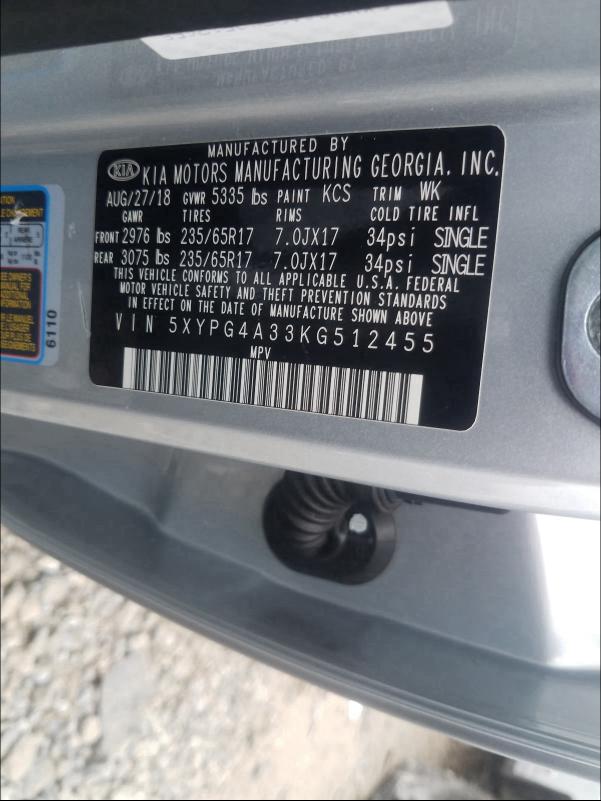 MANUFACTURED BY
KIA KIA MOTORS MANUFACTURING GEORGIA, INC.
AUG/27/18 GVWR 5335 lbs PAINT KCS TRIM WK
GAWR TIRES RIMS COLD TIRE INFL
FRONT 2976 lbs 235/65R17 7.0JX17 34psi SINGLE
REAR 3075 lbs 235/65R17 7.0JX17 34psi SINGLE
THIS VEHICLE CONFORMS TO ALL APPLICABLE U.S.A. FEDERAL
MOTOR VEHICLE SAFETY AND THEFT PREVENTION STANDARDS
IN EFFECT ON THE DATE OF MANUFACTURE SHOWN ABOVE.
VIN 5XYPG4A33KG512455
MPV
6110